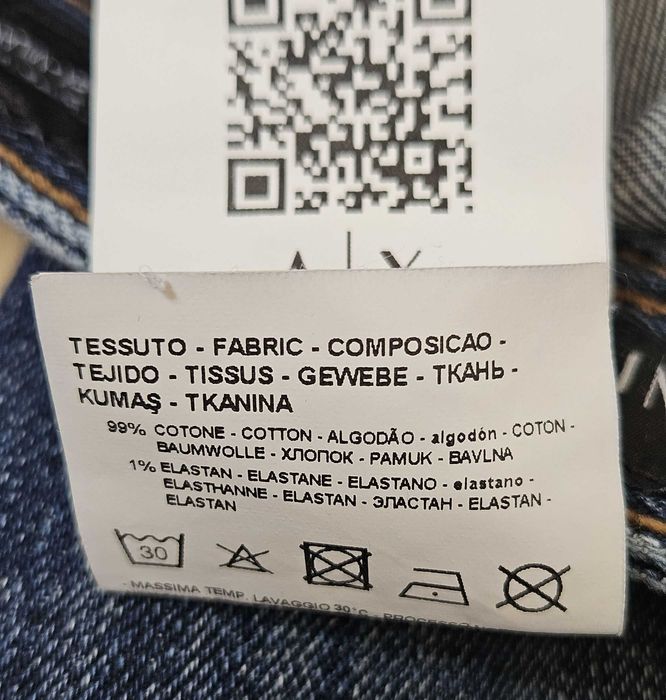 A|X
TESSUTO - FABRIC - COMPOSICAO -
TEJIDO - TISSUS - GEWEBE - ТКАНЬ -
KUMAŞ - TKANINA
99% COTONE - COTTON - ALGODÃO - algodón - COTON -
BAUMWOLLE - ХЛОПОК - PAMUK - BAVLNA
1% ELASTAN - ELASTANE - ELASTANO - elastano -
ELASTHANNE - ELASTAN - ЭЛАСТАН - ELASTAN -
ELASTAN
30
- MASSIMA TEMP. LAVAGGIO 30°C -